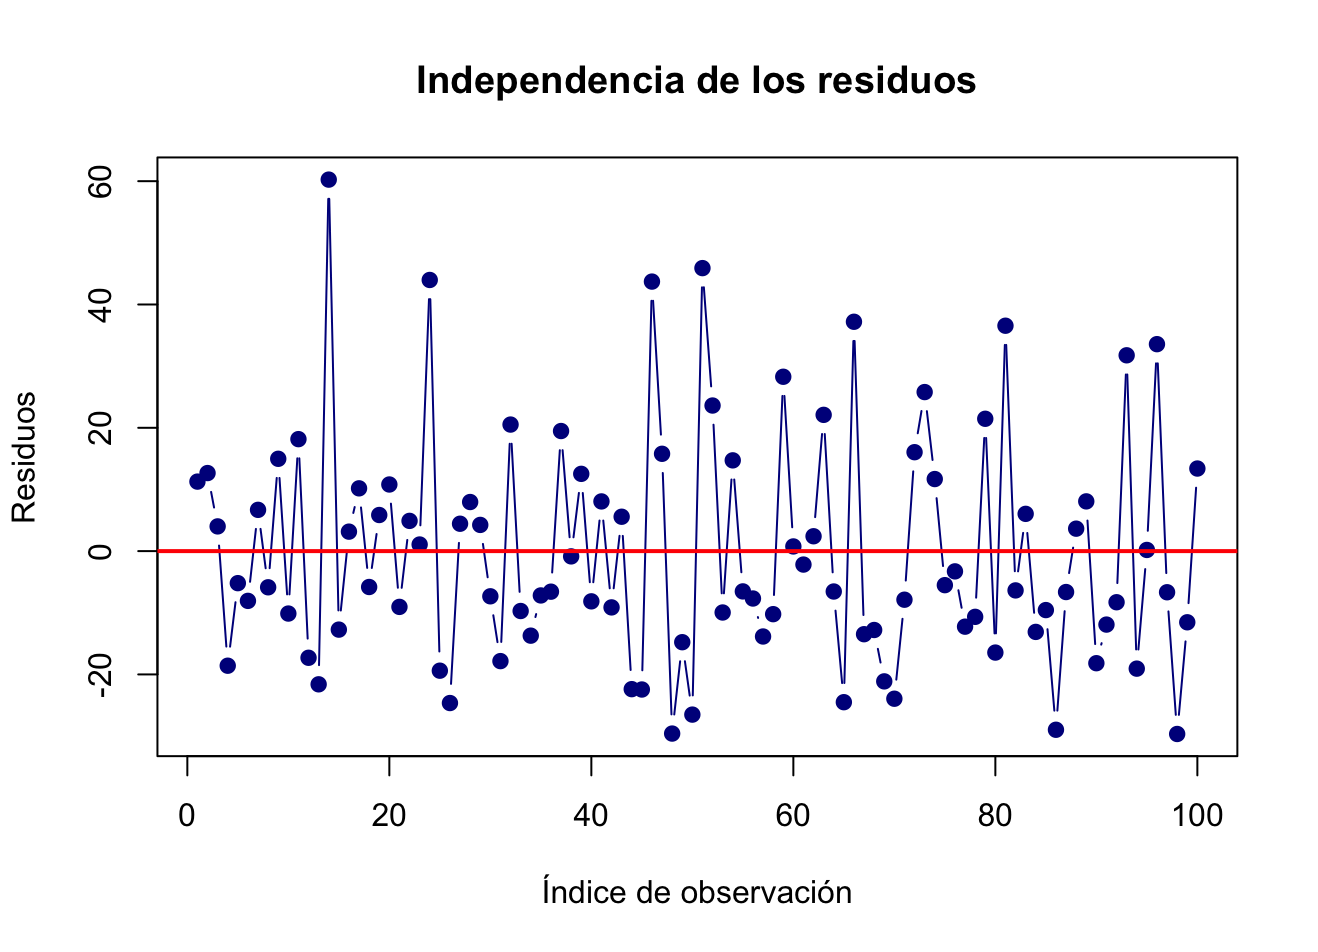 Independencia de los residuos
60
40
20
0
-20
Residuos
0 20 40 60 80 100
Índice de observación